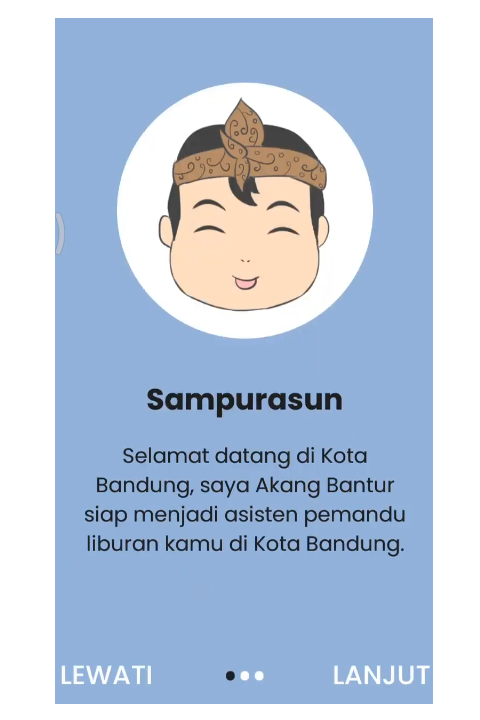 Sampurasun
Selamat datang di Kota
Bandung, saya Akang Bantur
siap menjadi asisten pemandu
liburan kamu di Kota Bandung.
LEWATI
LANJUT